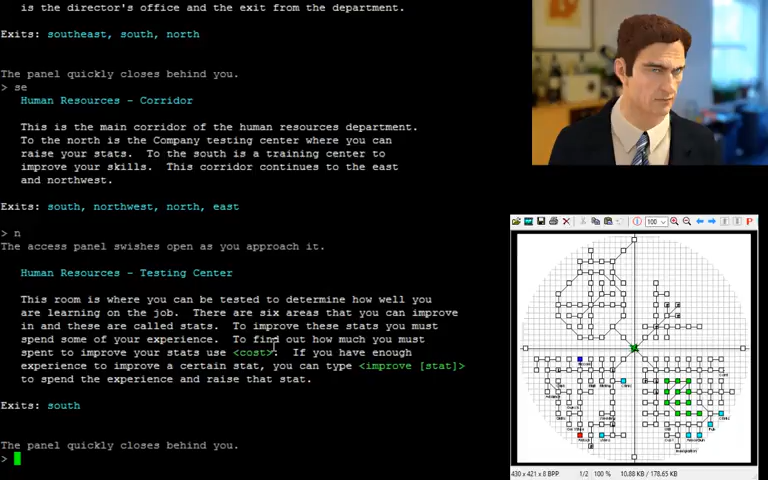 is the director's office and the exit from the department.
Exits: southeast, south, north
The panel quickly closes behind you.
> se
Human Resources - Corridor
This is the main corridor of the human resources department.
To the north is the Company testing center where you can
raise your stats.  To the south is a training center to
improve your skills.  This corridor continues to the east
and northwest.
Exits: south, northwest, north, east
> n
The access panel swishes open as you approach it.
Human Resources - Testing Center
This room is where you can be tested to determine how well you
are learning on the job.  There are six areas that you can improve
in and these are called stats.  To improve these stats you must
spend some of your experience.  To find out how much you must
spent to improve your stats use <cost>.  If you have enough
experience to improve a certain stat, you can type <improve [stat]>
to spend the experience and raise that stat.
Exits: south
The panel quickly closes behind you.
>
100
430 x 421 x 8 BPP
1/2
100 %
10.88 KB / 178.65 KB